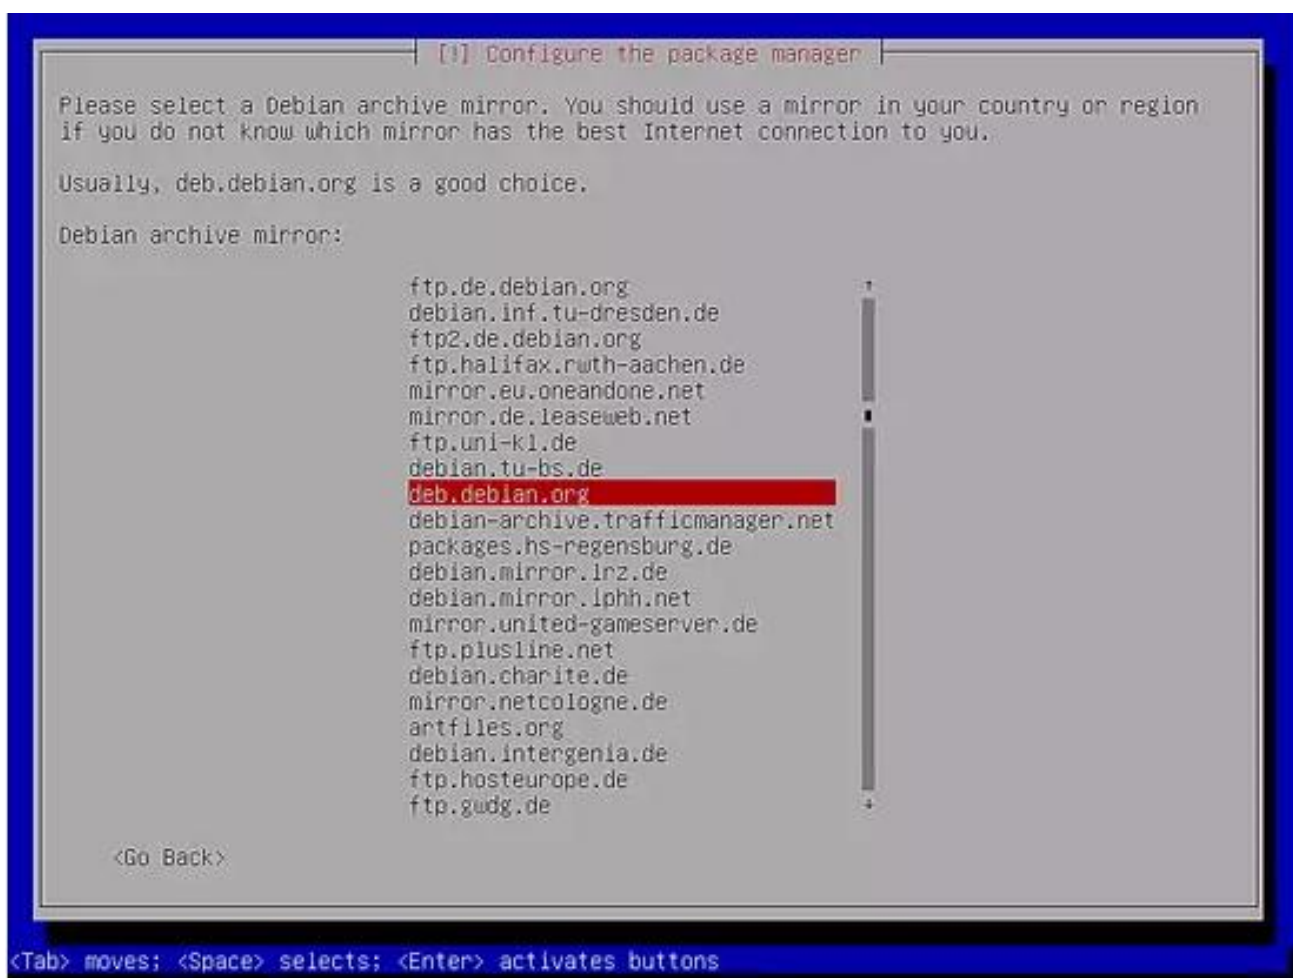 [!] Configure the package manager
Please select a Debian archive mirror. You should use a mirror in your country or region
if you do not know which mirror has the best Internet connection to you.
Usually, deb.debian.org is a good choice.
Debian archive mirror:
ftp.de.debian.org
debian.inf.tu-dresden.de
ftp2.de.debian.org
ftp.halifax.rwth-aachen.de
mirror.eu.oneandone.net
mirror.de.leaseweb.net
ftp.uni-kl.de
debian.tu-bs.de
deb.debian.org
debian-archive.trafficmanager.net
packages.hs-regensburg.de
debian.mirror.lrz.de
debian.mirror.iphh.net
mirror.united-gameserver.de
ftp.plusline.net
debian.charite.de
mirror.netcologne.de
artfiles.org
debian.intergenia.de
ftp.hosteurope.de
ftp.gwdg.de
<Go Back>
<Tab> moves; <Space> selects; <Enter> activates buttons